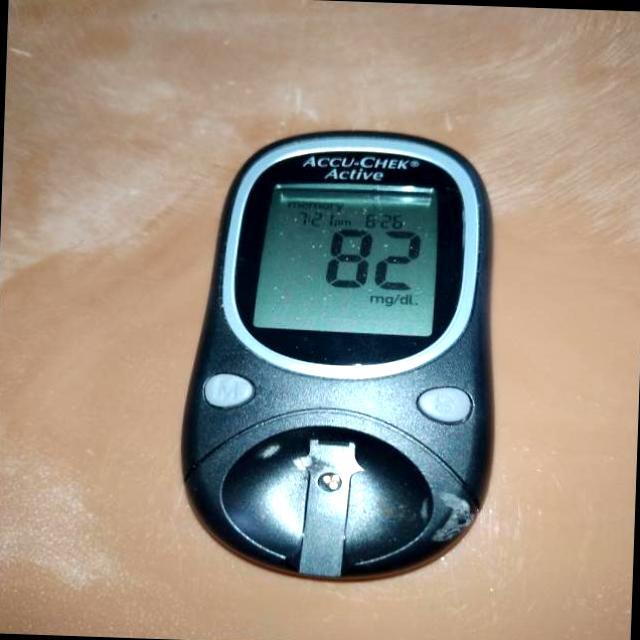 ACCU-CHEK®
Active
memory
7:21pm 6-26
82
mg/dL
M
S